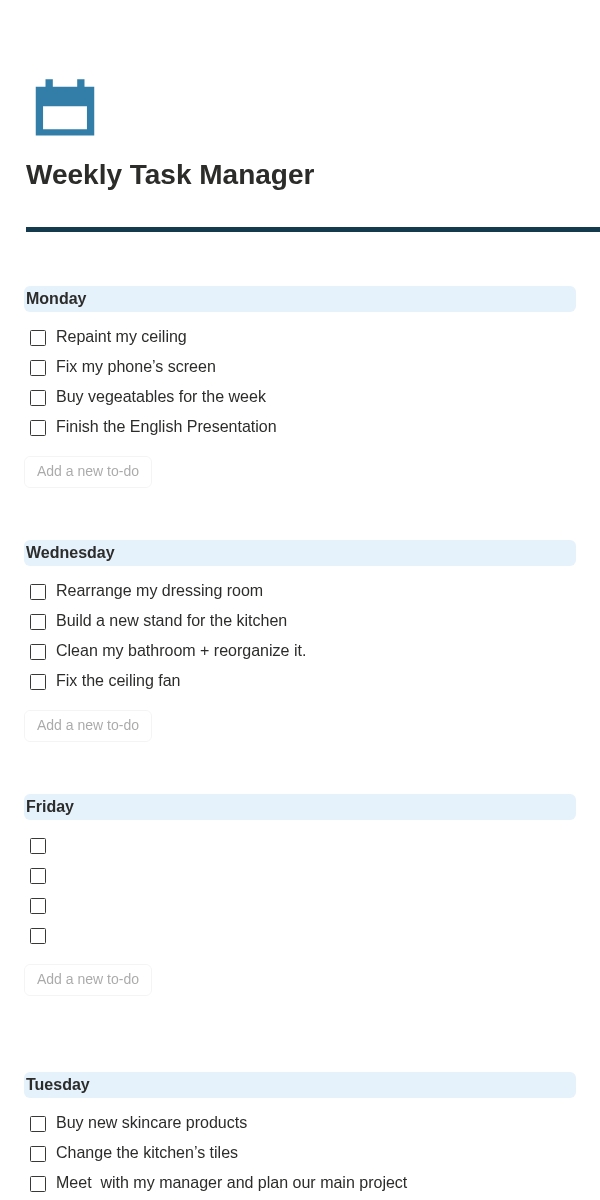 Weekly Task Manager
Monday
Repaint my ceiling
Fix my phone’s screen
Buy vegeatables for the week
Finish the English Presentation
Add a new to-do
Wednesday
Rearrange my dressing room
Build a new stand for the kitchen
Clean my bathroom + reorganize it.
Fix the ceiling fan
Add a new to-do
Friday
Add a new to-do
Tuesday
Buy new skincare products
Change the kitchen’s tiles
Meet  with my manager and plan our main project